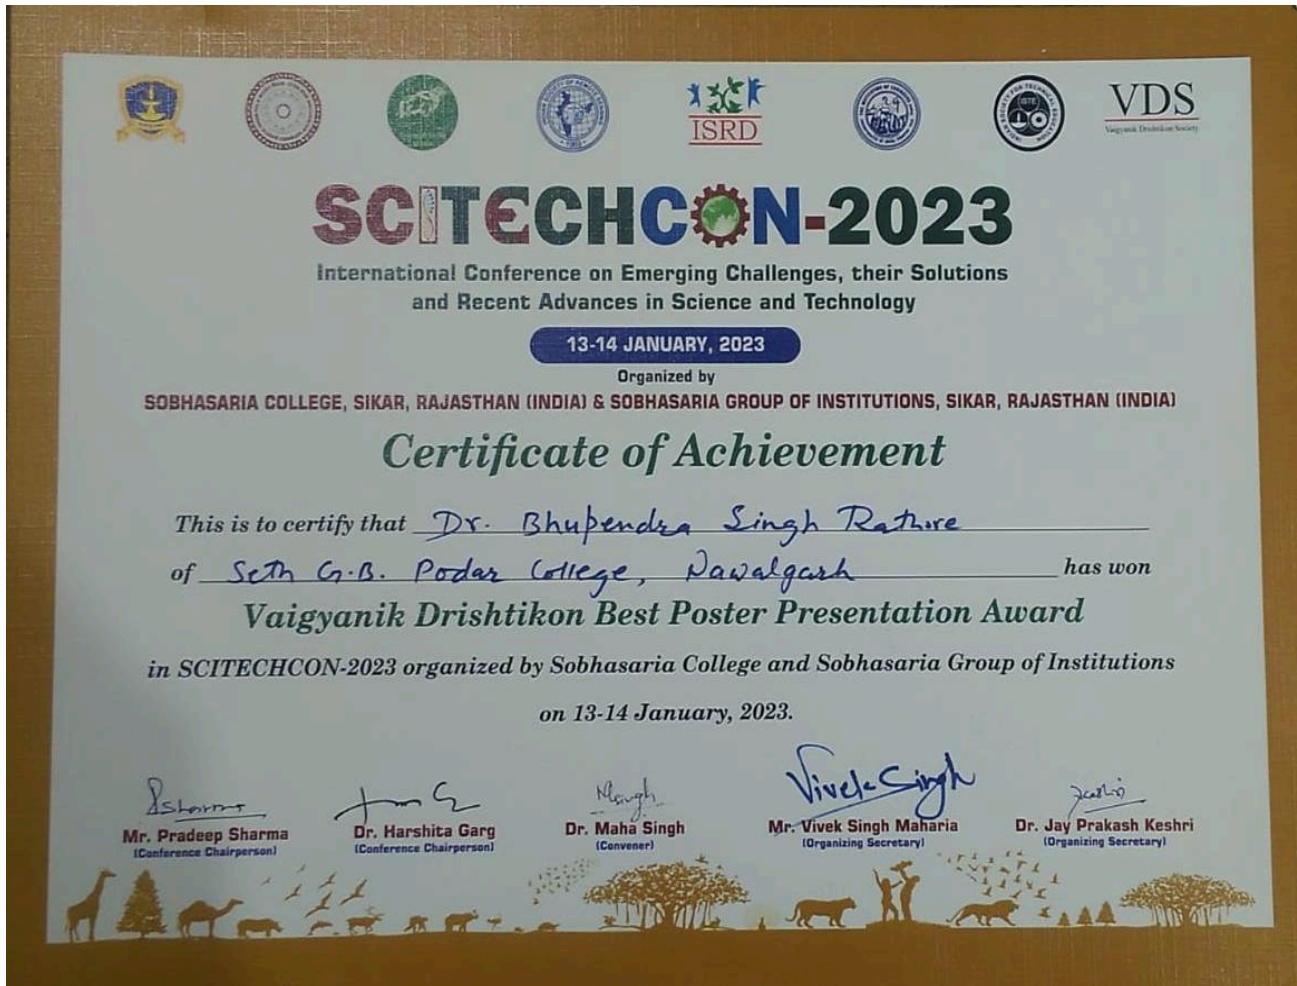 ISRD
ISTE
VDS
Vaigyanik Drishtikon Society
SCITECHCON-2023
International Conference on Emerging Challenges, their Solutions
and Recent Advances in Science and Technology
13-14 JANUARY, 2023
Organized by
SOBHASARIA COLLEGE, SIKAR, RAJASTHAN (INDIA) & SOBHASARIA GROUP OF INSTITUTIONS, SIKAR, RAJASTHAN (INDIA)
Certificate of Achievement
This is to certify that Dr. Bhupendra Singh Rathore
of Seth G.B. Podar College, Nawalgarh has won
Vaigyanik Drishtikon Best Poster Presentation Award
in SCITECHCON-2023 organized by Sobhasaria College and Sobhasaria Group of Institutions
on 13-14 January, 2023.
PSharma Vivek Singh
Mr. Pradeep Sharma Dr. Harshita Garg Dr. Maha Singh Mr. Vivek Singh Maharia Dr. Jay Prakash Keshri
(Conference Chairperson) (Conference Chairperson) (Convener) (Organizing Secretary) (Organizing Secretary)